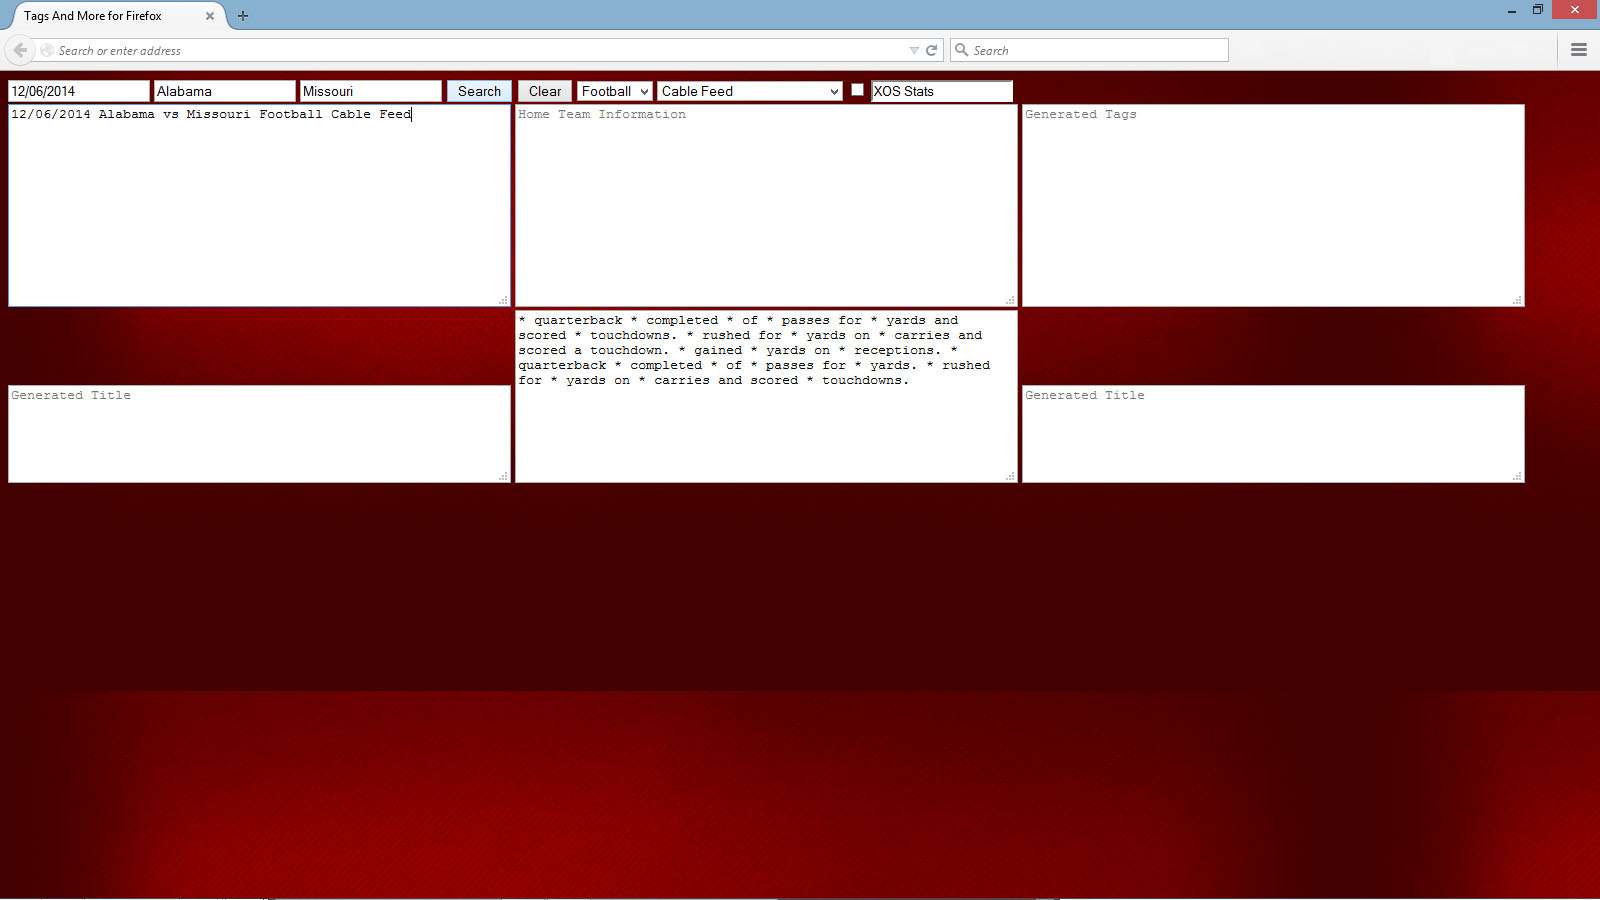 Tags And More for Firefox
Search or enter address
Search
12/06/2014 Alabama Missouri Search Clear Football Cable Feed XOS Stats
12/06/2014 Alabama vs Missouri Football Cable Feed
Home Team Information
Generated Tags
* quarterback * completed * of * passes for * yards and
scored * touchdowns. * rushed for * yards on * carries and
scored a touchdown. * gained * yards on * receptions. *
quarterback * completed * of * passes for * yards. * rushed
for * yards on * carries and scored * touchdowns.
Generated Title
Generated Title